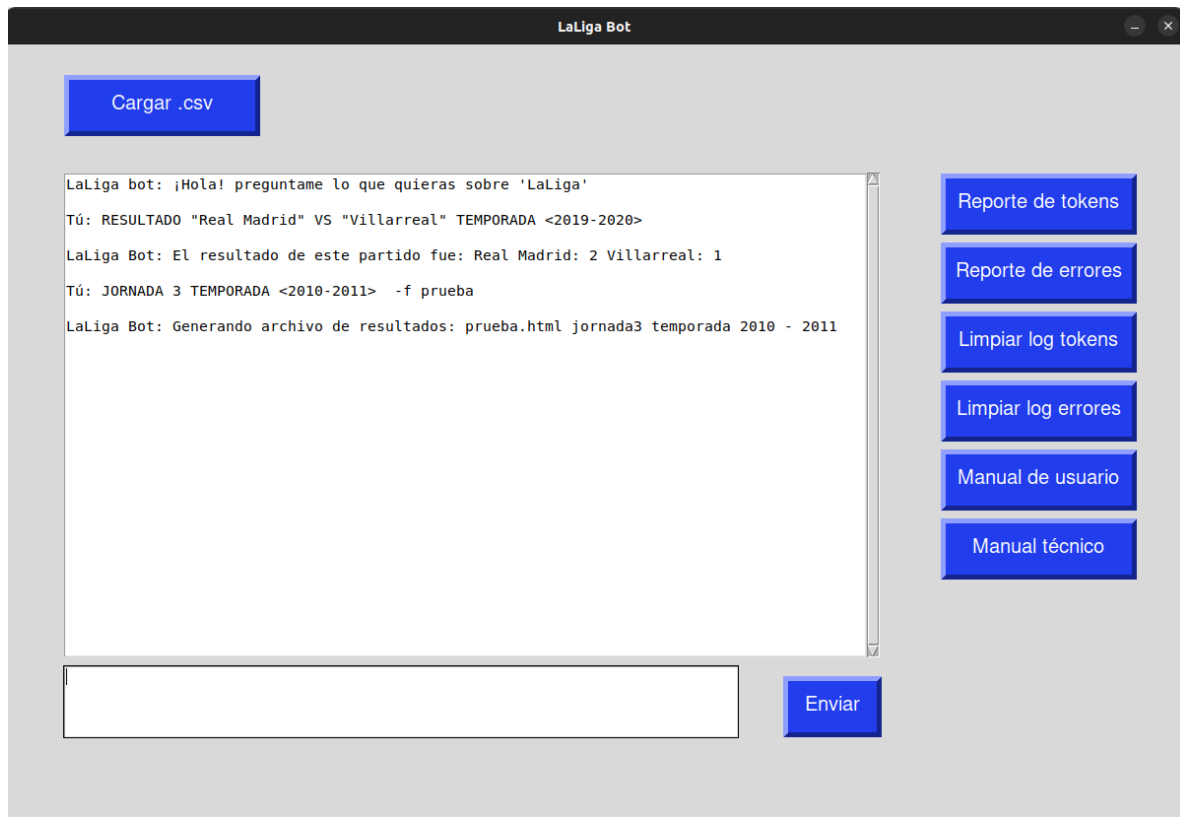 LaLiga Bot
Cargar .csv
LaLiga bot: ¡Hola! preguntame lo que quieras sobre 'LaLiga'
Tú: RESULTADO "Real Madrid" VS "Villarreal" TEMPORADA <2019-2020>
LaLiga Bot: El resultado de este partido fue: Real Madrid: 2 Villarreal: 1
Tú: JORNADA 3 TEMPORADA <2010-2011>  -f prueba
LaLiga Bot: Generando archivo de resultados: prueba.html jornada3 temporada 2010 - 2011
Reporte de tokens
Reporte de errores
Limpiar log tokens
Limpiar log errores
Manual de usuario
Manual técnico
Enviar